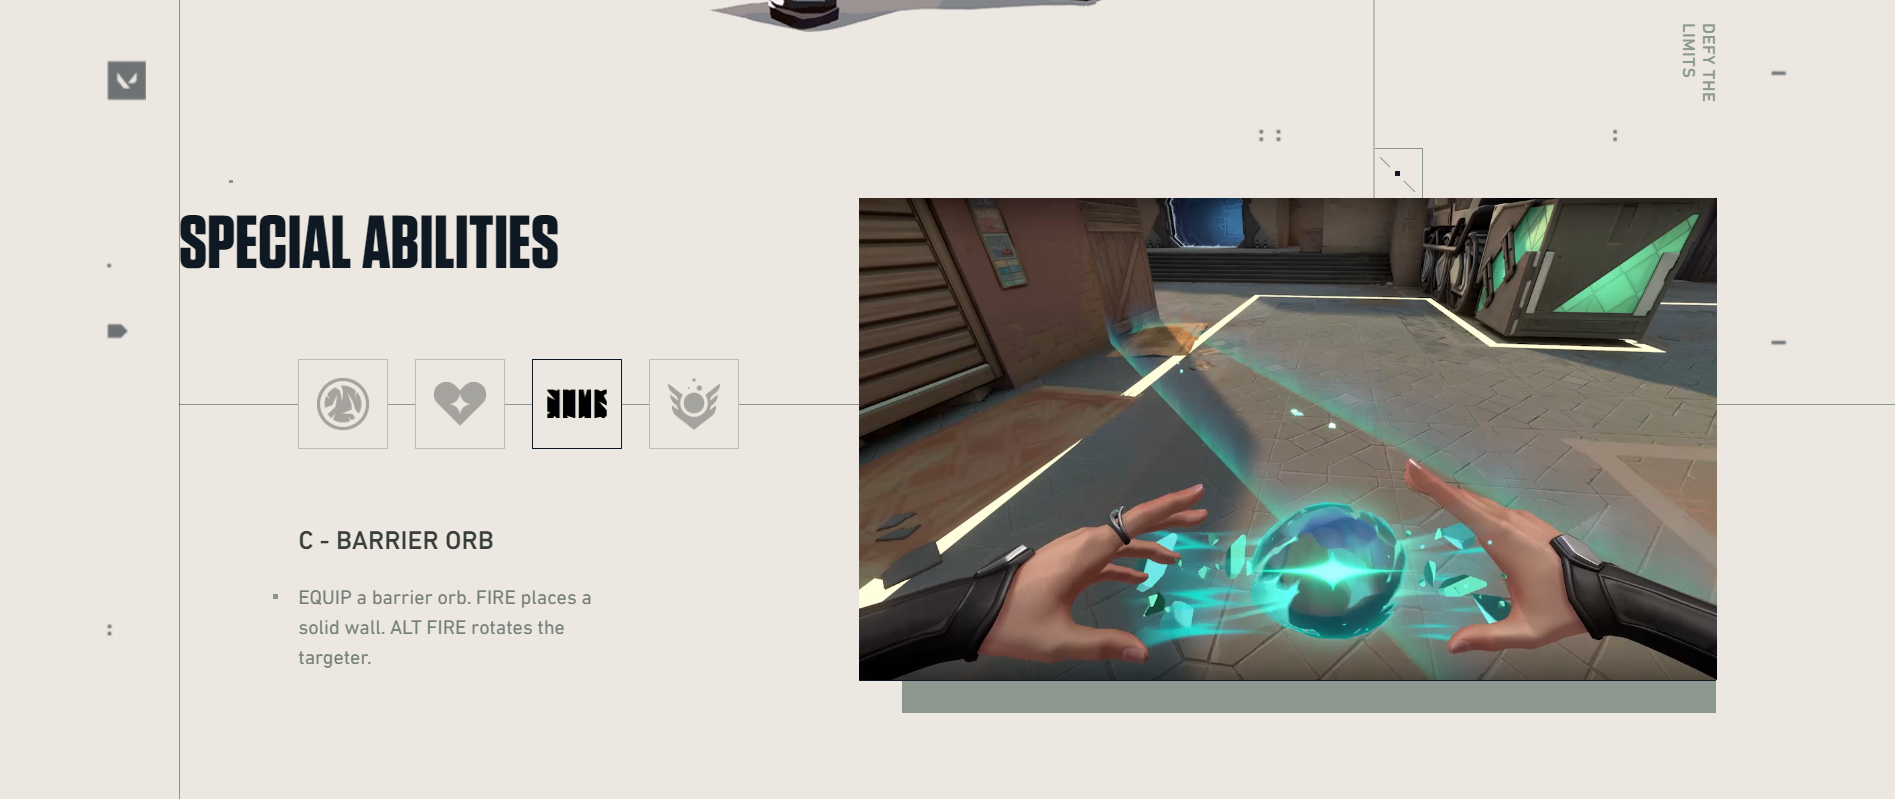 DEFY THE
LIMITS
SPECIAL ABILITIES
C - BARRIER ORB
EQUIP a barrier orb. FIRE places a
solid wall. ALT FIRE rotates the
targeter.